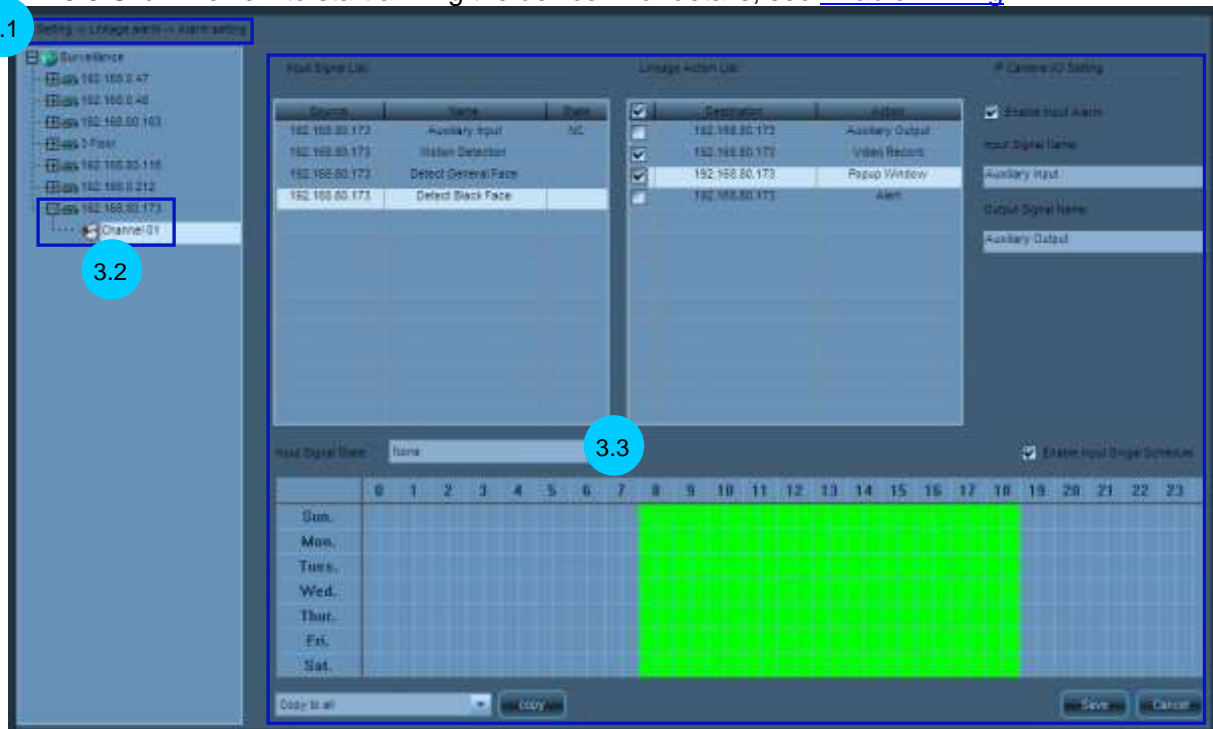 .1
Setting -> Linkage alarm -> Alarm setting
Surveillance
192.168.0.47
192.168.0.48
192.168.80.163
3 Floor
192.168.80.116
192.168.0.212
192.168.80.173
Channel 01
3.2
Input Signal List
Linkage Action List
IP Camera I/O Setting
Source Name State
192.168.80.173 Auxiliary Input NC
192.168.80.173 Motion Detection
192.168.80.173 Detect General Face
192.168.80.173 Detect Black Face
Destination Action
192.168.80.173 Auxiliary Output
192.168.80.173 Video Record
192.168.80.173 Popup Window
192.168.80.173 Alert
Enable Input Alarm
Input Signal Name
Auxiliary Input
Output Signal Name
Auxiliary Output
Input Signal State None
3.3
Enable Input Singal Schedule
0 1 2 3 4 5 6 7 8 9 10 11 12 13 14 15 16 17 18 19 20 21 22 23
Sun.
Mon.
Tues.
Wed.
Thur.
Fri.
Sat.
Copy to all copy Save Cancel